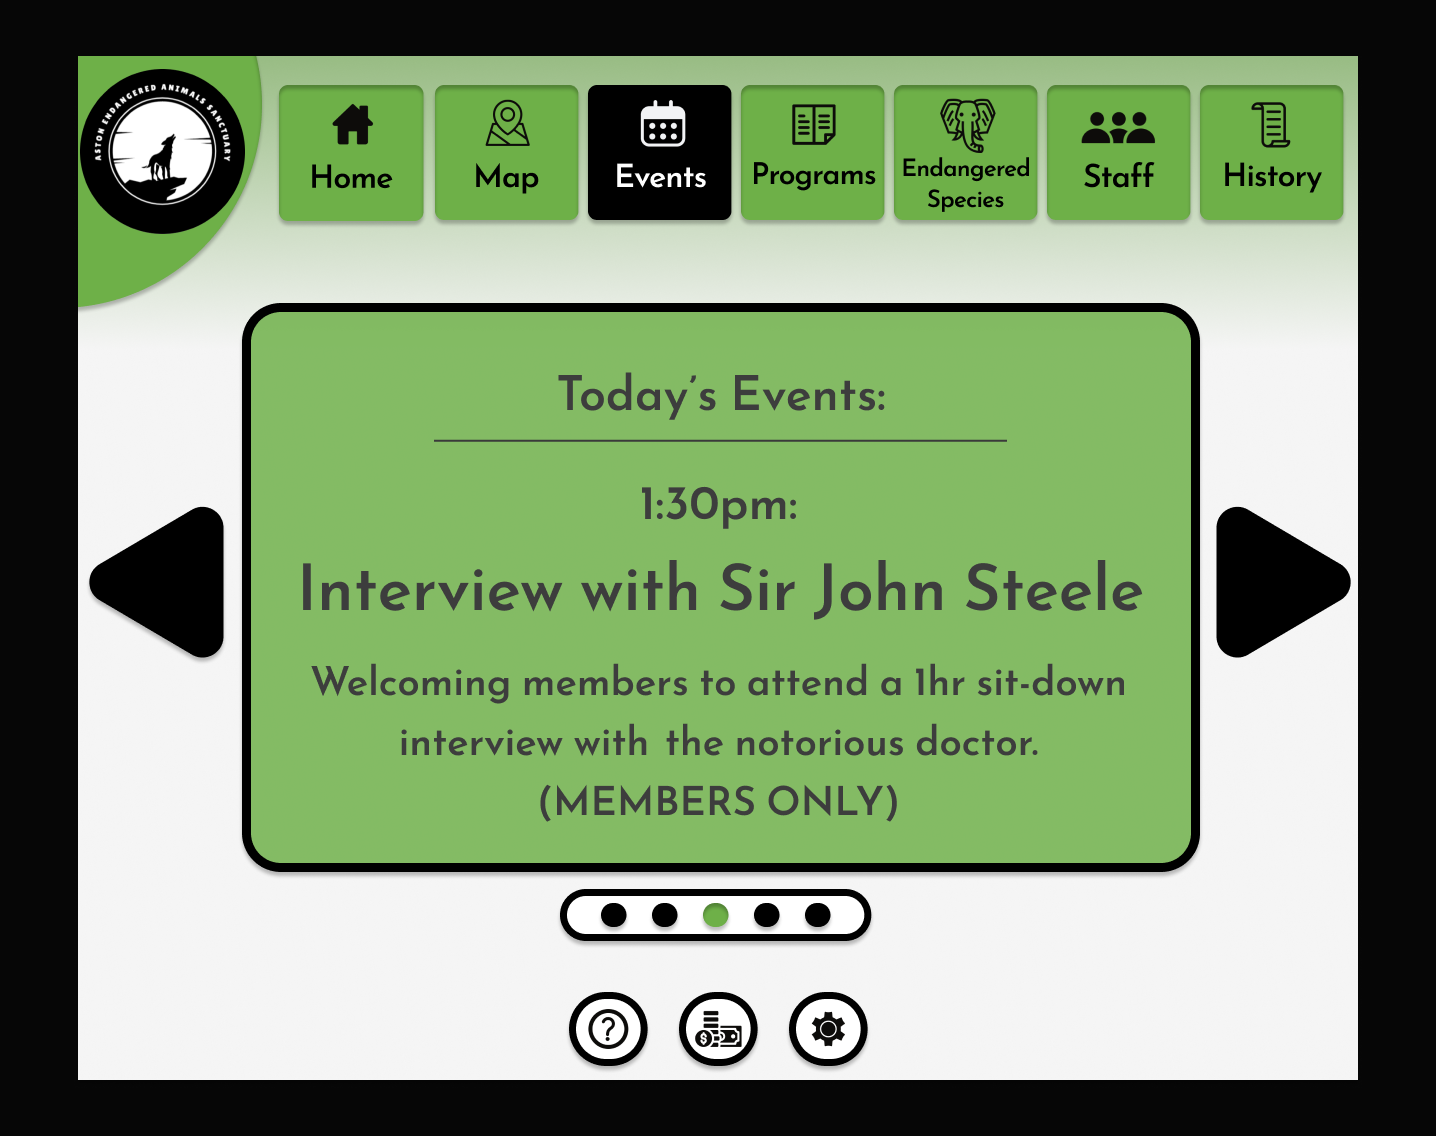 ASTON ENDANGERED ANIMALS SANCTUARY
Home
Map
Events
Programs
Endangered
Species
Staff
History
Today’s Events:
1:30pm:
Interview with Sir John Steele
Welcoming members to attend a 1hr sit-down
interview with the notorious doctor.
(MEMBERS ONLY)
?
$